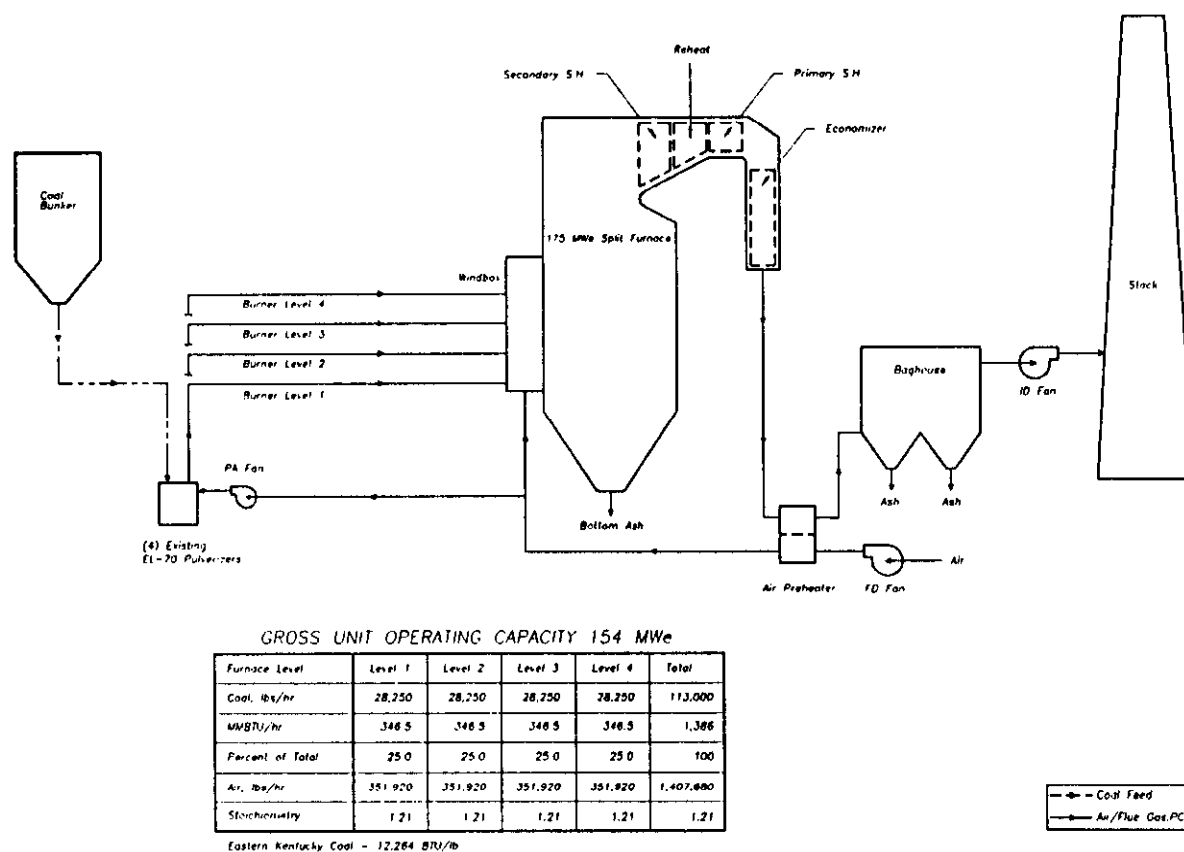 Reheat
Secondary S.H
Primary S.H
Economizer
Coal
Bunker
175 MWe Split Furnace
Windbox
Stack
Burner Level 4
Burner Level 3
Burner Level 2
Burner Level 1
Baghouse
ID Fan
PA Fan
Ash
Ash
Bottom Ash
(4) Existing
EL-70 Pulverizers
Air
Air Preheater
FD Fan
GROSS UNIT OPERATING CAPACITY 154 MWe
Furnace Level Level 1 Level 2 Level 3 Level 4 Total
Coal, lbs/hr 28,250 28,250 28,250 28,250 113,000
MMBTU/hr 346.5 346.5 346.5 346.5 1,386
Percent of Total 25.0 25.0 25.0 25.0 100
Air, lbs/hr 351,920 351,920 351,920 351,920 1,407,680
Stoichiometry 1.21 1.21 1.21 1.21 1.21
Eastern Kentucky Coal - 12,264 BTU/lb
Coal Feed
Air/Flue Gas,PC